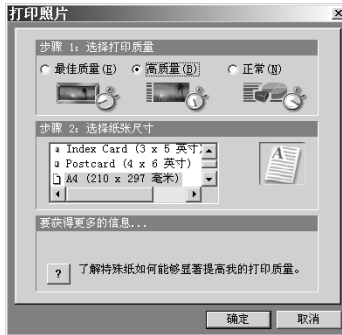 打印照片
步骤 1: 选择打印质量
最佳质量(E) 高质量(B) 正常(N)
步骤 2: 选择纸张尺寸
Index Card (3 x 5 英寸,
Postcard (4 x 6 英寸)
A4 (210 x 297 毫米)
A
要获得更多的信息...
? 了解特殊纸如何能够显著提高我的打印质量。
确定 取消